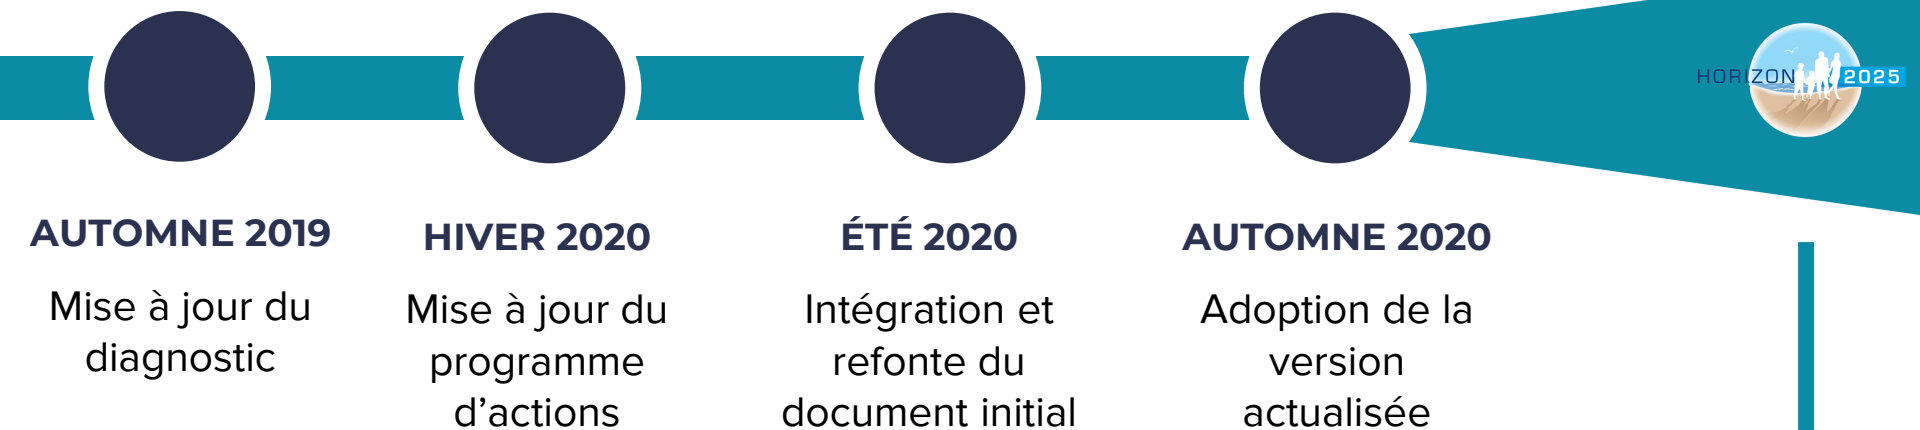 HORIZON 2025
AUTOMNE 2019
Mise à jour du
diagnostic
HIVER 2020
Mise à jour du
programme
d’actions
ÉTÉ 2020
Intégration et
refonte du
document initial
AUTOMNE 2020
Adoption de la
version
actualisée